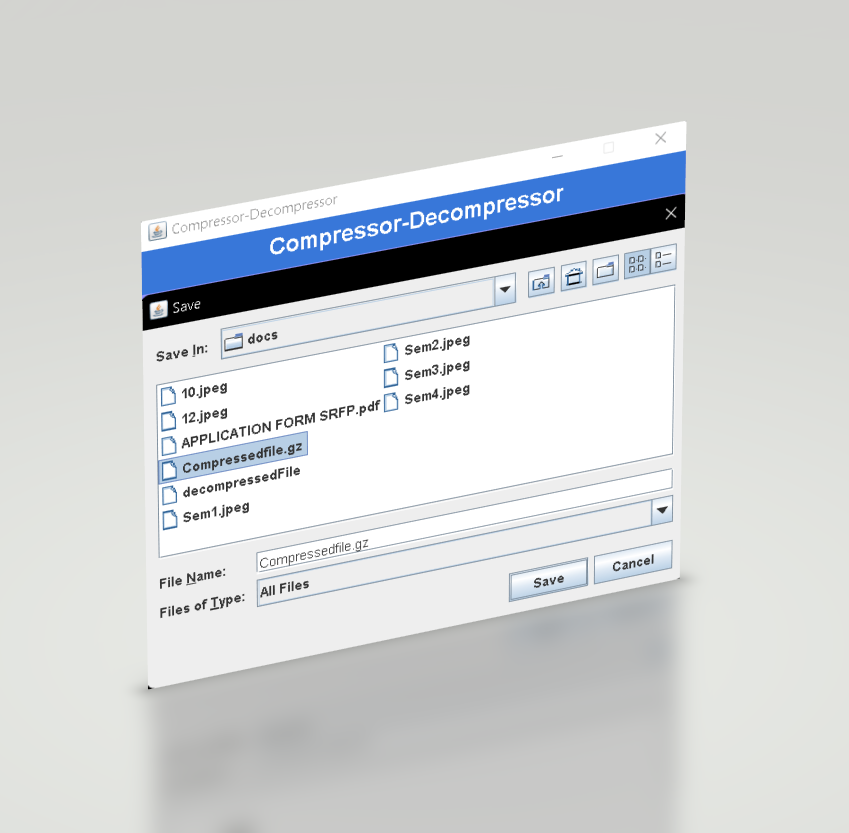 Compressor-Decompressor
Compressor-Decompressor
Save
Save In:
docs
10.jpeg
12.jpeg
APPLICATION FORM SRFP.pdf
Compressedfile.gz
decompressedFile
Sem1.jpeg
Sem2.jpeg
Sem3.jpeg
Sem4.jpeg
File Name:
Compressedfile.gz
Files of Type:
All Files
Save
Cancel